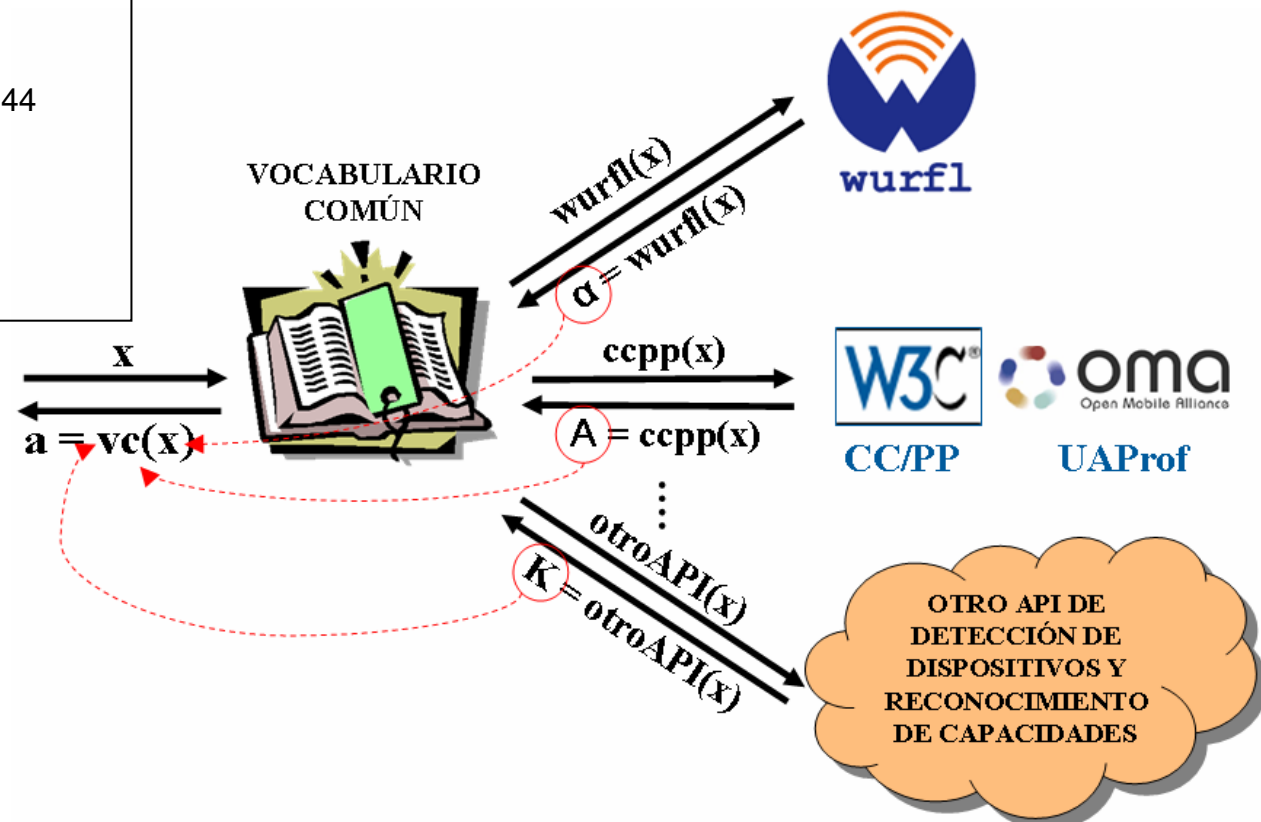 44
VOCABULARIO
COMÚN
wurfl(x)
α = wurfl(x)
wurfl
x
a = vc(x)
ccpp(x)
A = ccpp(x)
W3C®
oma
Open Mobile Alliance
CC/PP
UAProf
otroAPI(x)
K = otroAPI(x)
OTRO API DE
DETECCIÓN DE
DISPOSITIVOS Y
RECONOCIMIENTO
DE CAPACIDADES